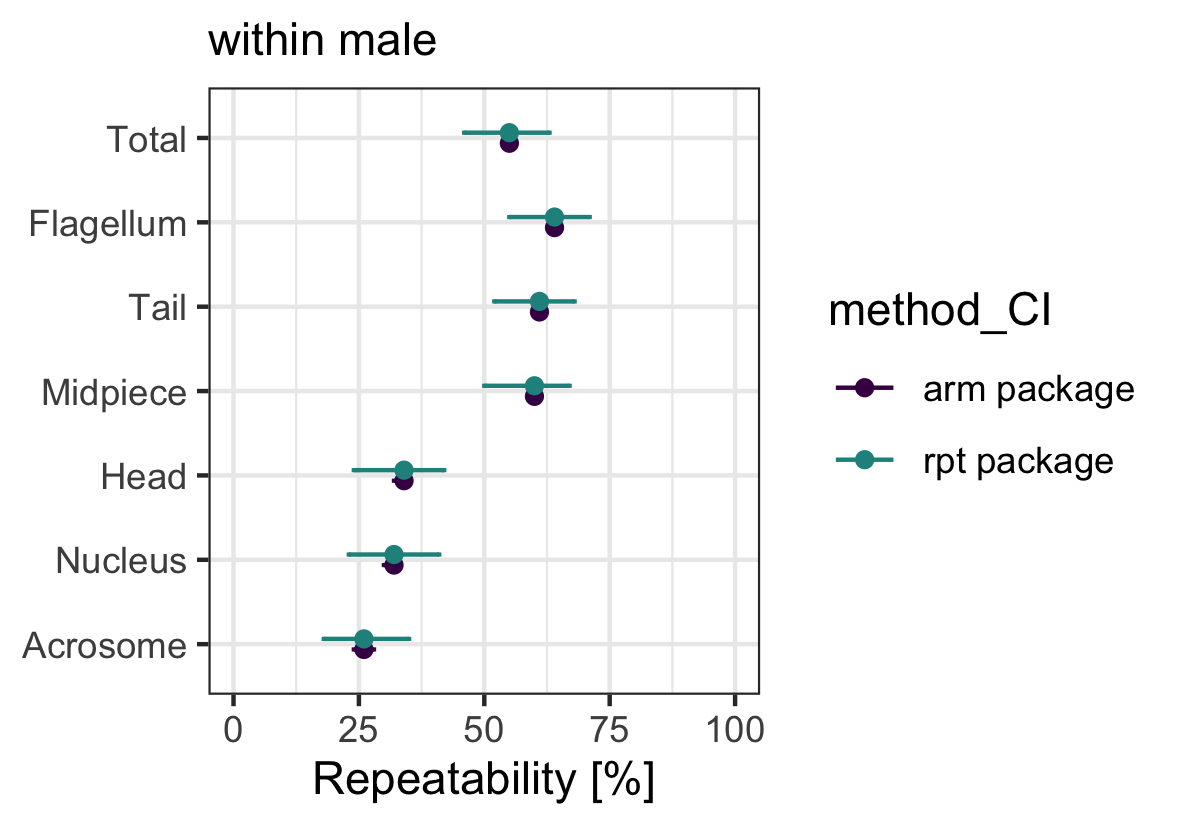 within male
Total
Flagellum
Tail
Midpiece
Head
Nucleus
Acrosome
0 25 50 75 100
Repeatability [%]
method_CI
arm package
rpt package